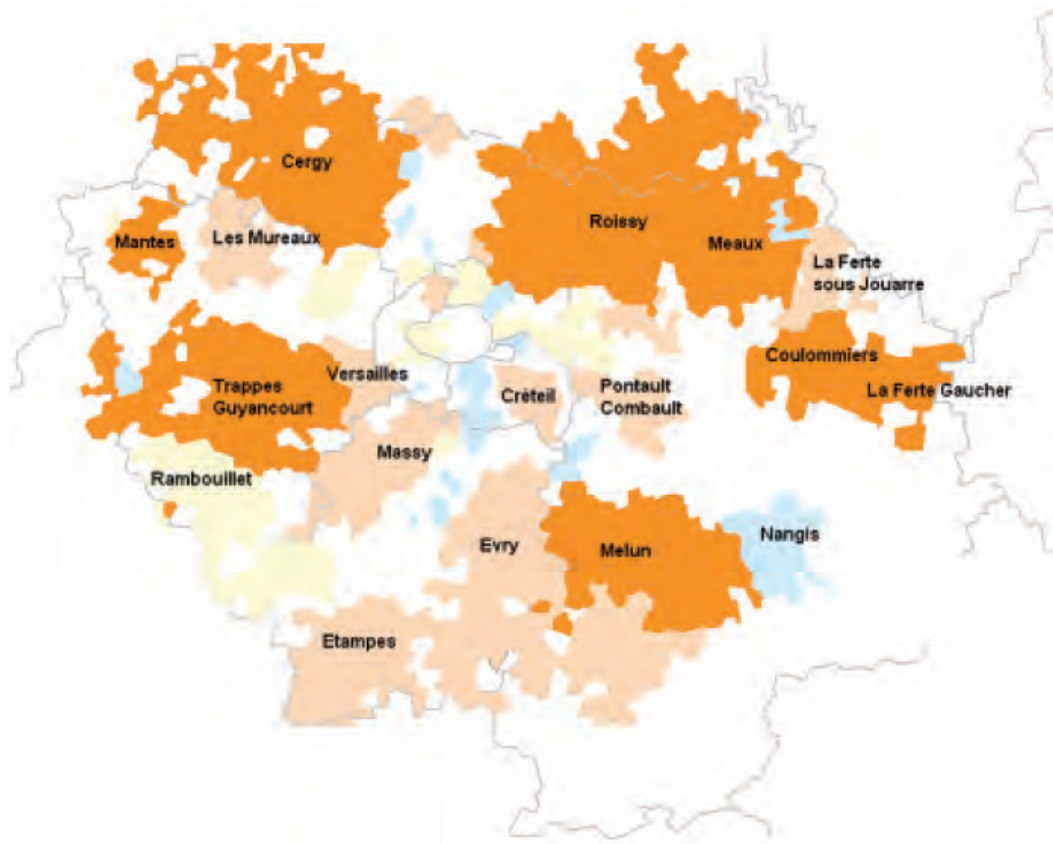 Cergy
Roissy
Mantes
Les Mureaux
Meaux
La Ferte
sous Jouarre
Coulommiers
Versailles
Trappes
Guyancourt
Créteil
Pontault
Combault
La Ferte Gaucher
Massy
Rambouillet
Nangis
Evry
Melun
Etampes